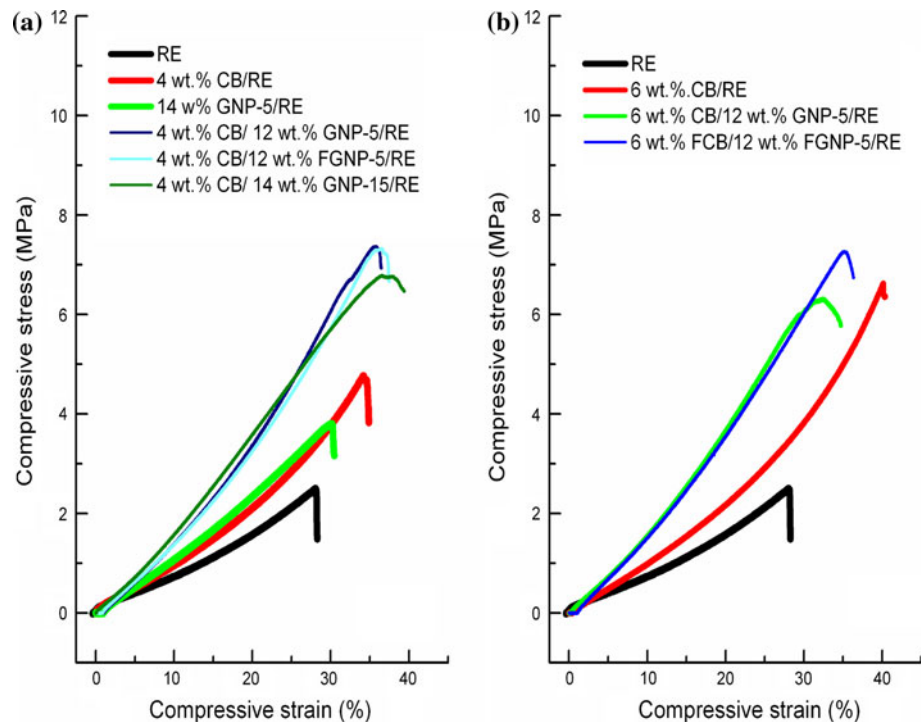 (a)
12
10
8
6
4
2
0
Compressive stress (MPa)
RE
4 wt.% CB/RE
14 w% GNP-5/RE
4 wt.% CB/ 12 wt.% GNP-5/RE
4 wt.% CB/12 wt.% FGNP-5/RE
4 wt.% CB/ 14 wt.% GNP-15/RE
0 10 20 30 40
Compressive strain (%)
(b)
12
10
8
6
4
2
0
Compressive stress (MPa)
RE
6 wt.%.CB/RE
6 wt.% CB/12 wt.% GNP-5/RE
6 wt.% FCB/12 wt.% FGNP-5/RE
0 10 20 30 40
Compressive strain (%)